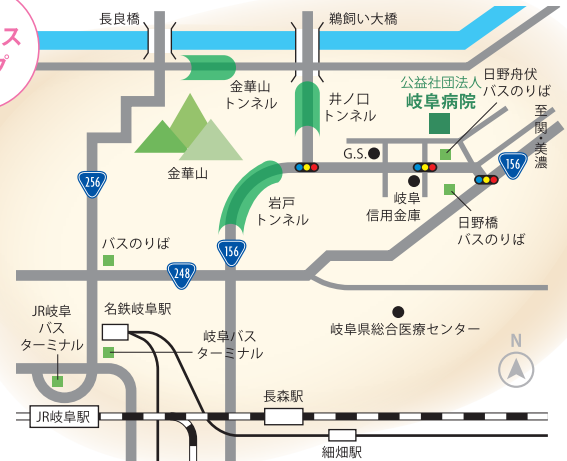 ス
プ
長良橋
鵜飼い大橋
金華山
トンネル
井ノ口
トンネル
公益社団法人
岐阜病院
日野舟伏
バスのりば
至関・美濃
G.S.
156
金華山
256
岩戸
トンネル
岐阜
信用金庫
日野橋
バスのりば
バスのりば
156
248
JR岐阜
バス
ターミナル
名鉄岐阜駅
岐阜バス
ターミナル
岐阜県総合医療センター
N
長森駅
JR岐阜駅
細畑駅